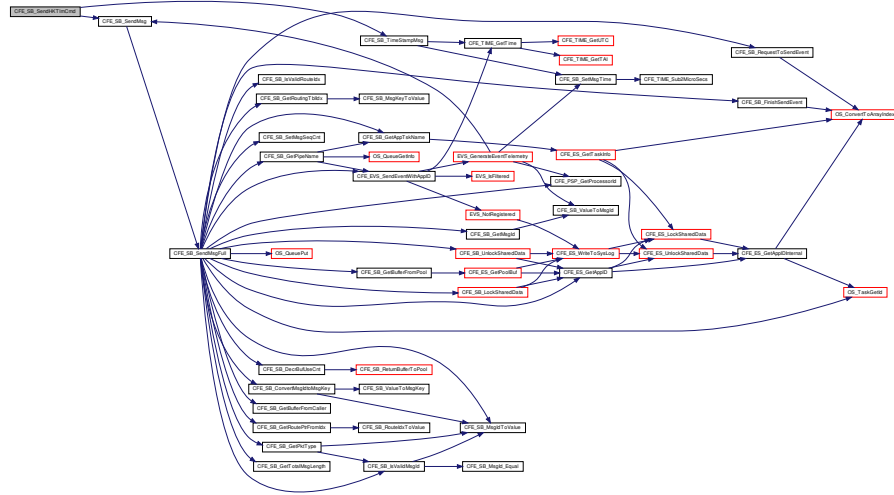 CFE_SB_SendHKTlmCmd
CFE_SB_SendMsg
CFE_SB_TimeStampMsg
CFE_TIME_GetTime
CFE_TIME_GetUTC
CFE_SB_RequestToSendEvent
CFE_TIME_GetTAI
CFE_SB_IsValidRouteIdx
CFE_SB_SetMsgTime
CFE_TIME_Sub2MicroSecs
CFE_SB_GetRoutingTblIdx
CFE_SB_MsgKeyToValue
CFE_SB_FinishSendEvent
OS_ConvertToArrayIndex
CFE_SB_SetMsgSeqCnt
CFE_SB_GetAppTskName
CFE_SB_GetPipeName
OS_QueueGetInfo
EVS_GenerateEventTelemetry
CFE_ES_GetTaskInfo
CFE_EVS_SendEventWithAppID
EVS_IsFiltered
CFE_PSP_GetProcessorId
EVS_NotRegistered
CFE_SB_ValueToMsgId
CFE_SB_GetMsgId
CFE_ES_LockSharedData
CFE_SB_SendMsgFull
OS_QueuePut
CFE_SB_UnlockSharedData
CFE_ES_WriteToSysLog
CFE_ES_UnlockSharedData
CFE_ES_GetAppIDInternal
CFE_SB_GetBufferFromPool
CFE_ES_GetPoolBuf
CFE_ES_GetAppID
CFE_SB_LockSharedData
OS_TaskGetId
CFE_SB_DecrBufUseCnt
CFE_SB_ReturnBufferToPool
CFE_SB_ConvertMsgIdtoMsgKey
CFE_SB_ValueToMsgKey
CFE_SB_GetBufferFromCaller
CFE_SB_GetRoutePtrFromIdx
CFE_SB_RouteIdxToValue
CFE_SB_MsgIdToValue
CFE_SB_GetPktType
CFE_SB_GetTotalMsgLength
CFE_SB_IsValidMsgId
CFE_SB_MsgId_Equal